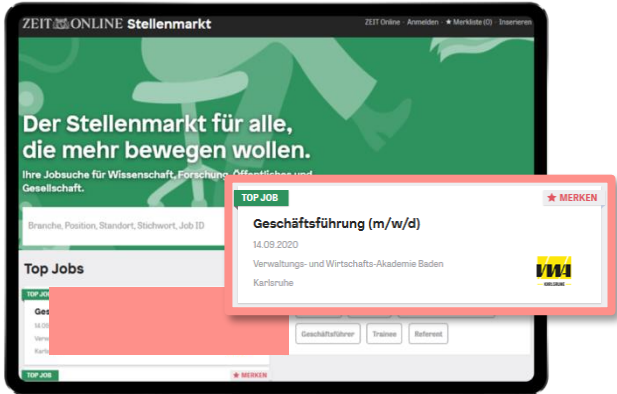 ZEIT ONLINE Stellenmarkt
ZEIT Online · Anmelden · ★ Merkliste (0) · Inserieren
Der Stellenmarkt für alle,
die mehr bewegen wollen.
Ihre Jobsuche für Wissenschaft, Forschung, Öffentliches und
Gesellschaft.
Branche, Position, Standort, Stichwort, Job ID
TOP JOB
★ MERKEN
Geschäftsführung (m/w/d)
14.09.2020
Verwaltungs- und Wirtschafts-Akademie Baden
Karlsruhe
VWA
KARLSRUHE
Top Jobs
TOP JOB
Geschäftsführer
Trainee
Referent
TOP JOB
★ MERKEN